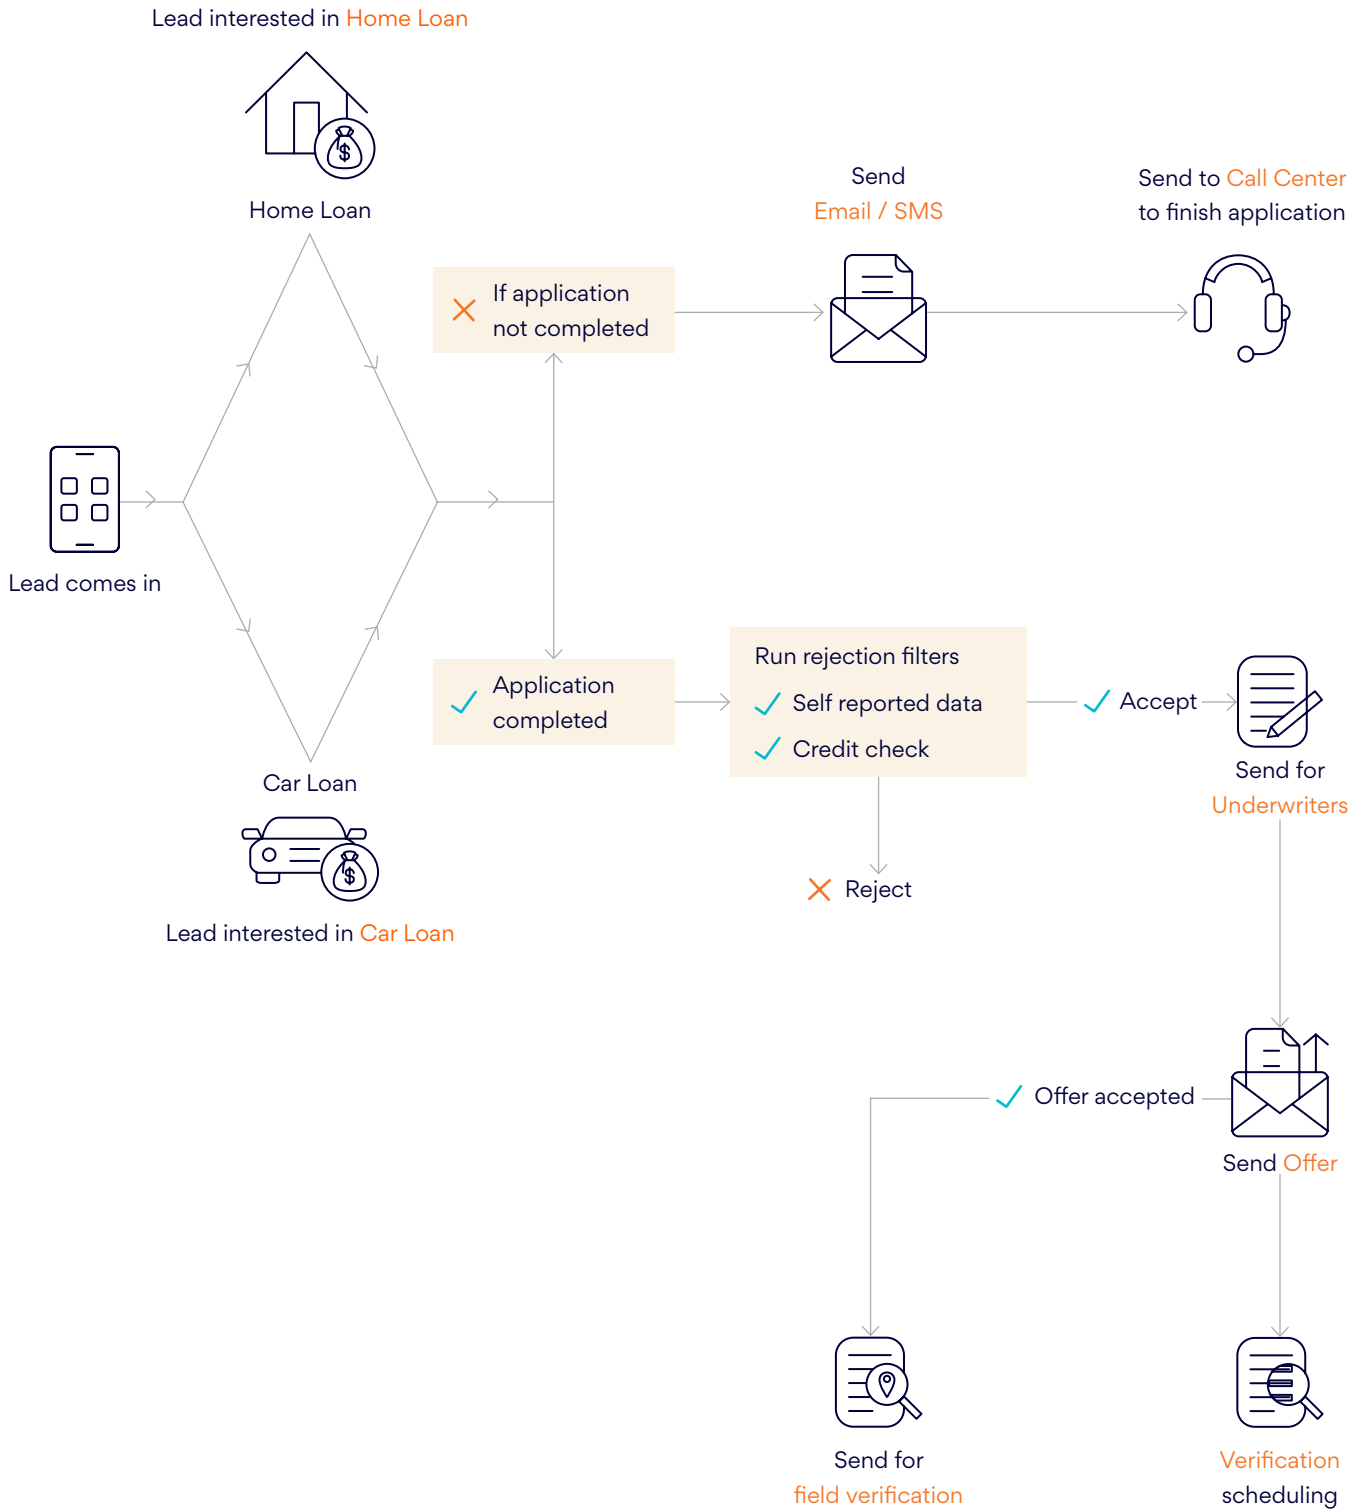 Lead interested in Home Loan
Home Loan
Send
Email / SMS
Send to Call Center
to finish application
If application
not completed
Lead comes in
Application
completed
Run rejection filters
Self reported data
Credit check
Accept
Send for
Underwriters
Car Loan
Reject
Lead interested in Car Loan
Offer accepted
Send Offer
Send for
field verification
Verification
scheduling